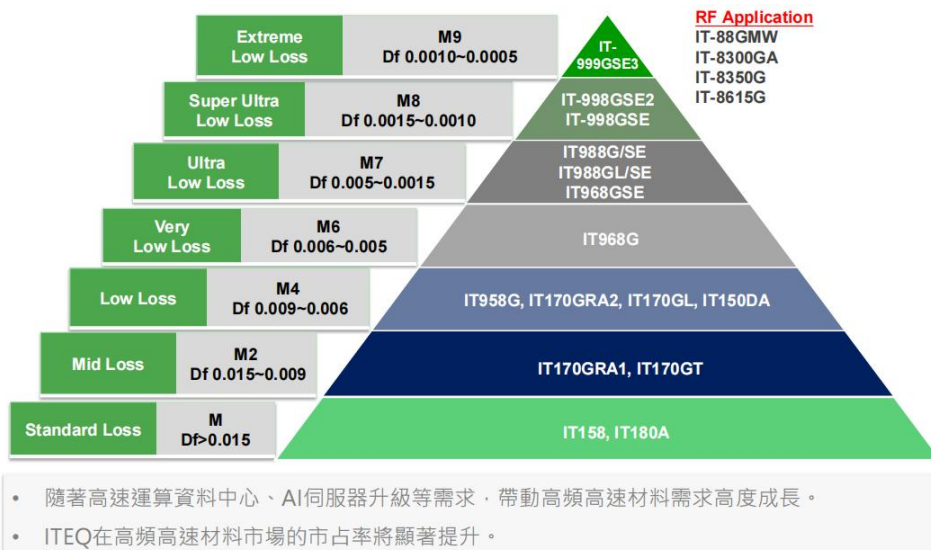 Extreme
Low Loss
M9
Df 0.0010~0.0005
IT-
999GSE3
RF Application
IT-88GMW
IT-8300GA
IT-8350G
IT-8615G
Super Ultra
Low Loss
M8
Df 0.0015~0.0010
IT-998GSE2
IT-998GSE
Ultra
Low Loss
M7
Df 0.005~0.0015
IT988G/SE
IT988GL/SE
IT968GSE
Very
Low Loss
M6
Df 0.006~0.005
IT968G
Low Loss
M4
Df 0.009~0.006
IT958G, IT170GRA2, IT170GL, IT150DA
Mid Loss
M2
Df 0.015~0.009
IT170GRA1, IT170GT
Standard Loss
M
Df>0.015
IT158, IT180A
• 隨著高速運算資料中心、AI伺服器升級等需求，帶動高頻高速材料需求高度成長。
• ITEQ在高頻高速材料市場的市占率將顯著提升。